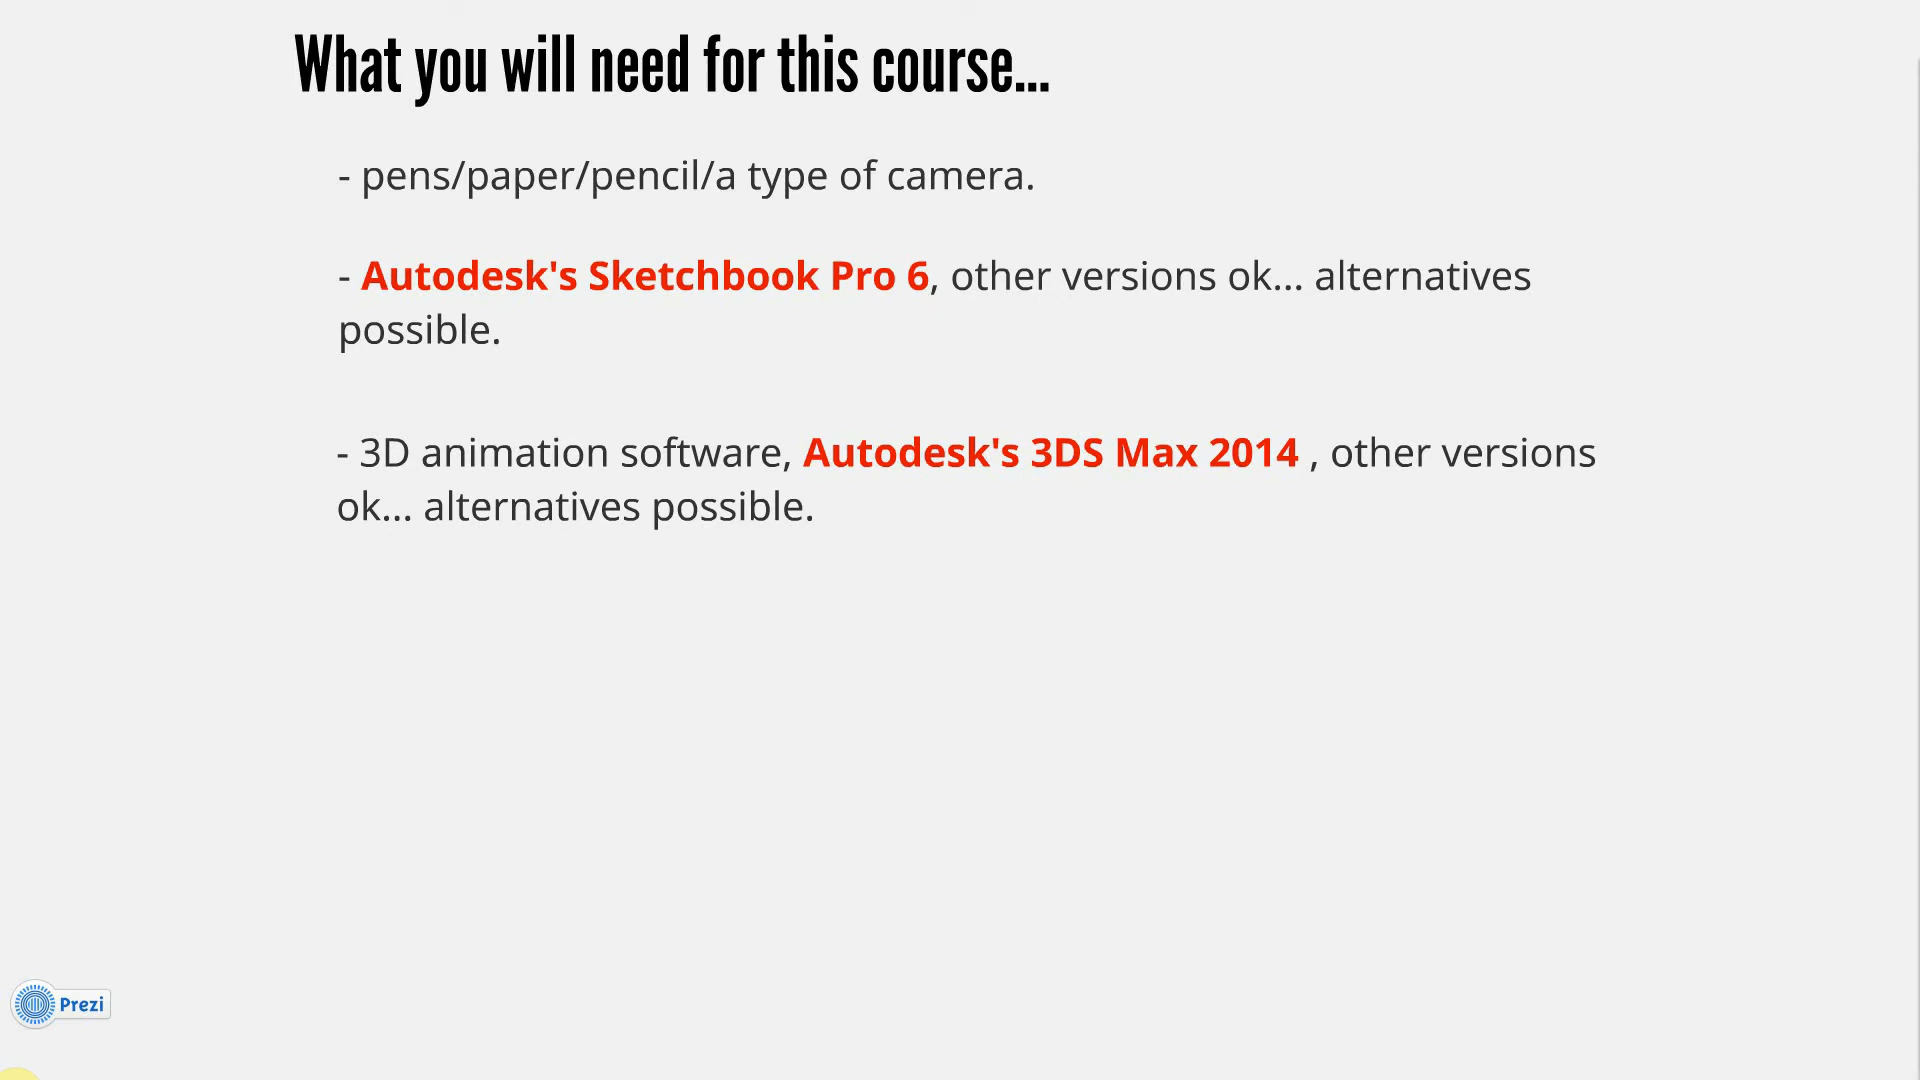 What you will need for this course...
- pens/paper/pencil/a type of camera.
- Autodesk's Sketchbook Pro 6, other versions ok... alternatives
possible.
- 3D animation software, Autodesk's 3DS Max 2014 , other versions
ok... alternatives possible.
Prezi